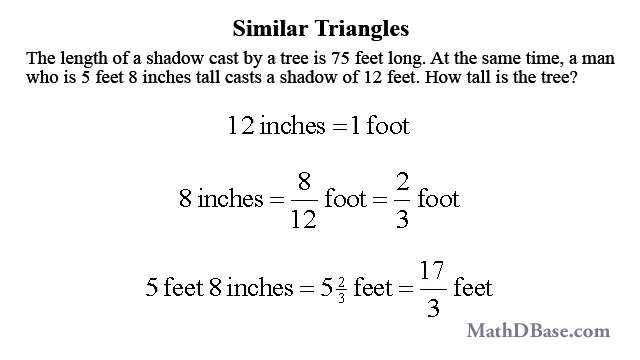 Similar Triangles
The length of a shadow cast by a tree is 75 feet long. At the same time, a man
who is 5 feet 8 inches tall casts a shadow of 12 feet. How tall is the tree?
12 inches = 1 foot
8 inches = 8/12 foot = 2/3 foot
5 feet 8 inches = 5 2/3 feet = 17/3 feet
MathDBase.com